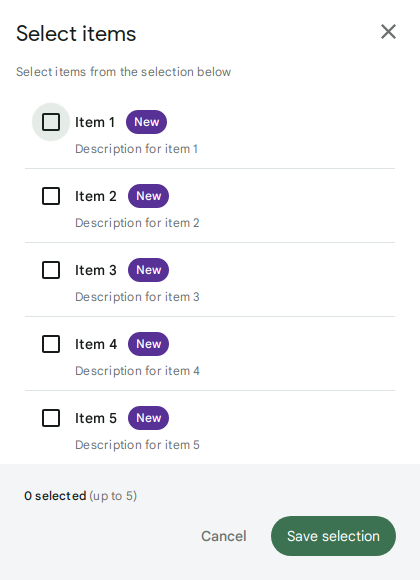 Select items
Select items from the selection below
Item 1 New
Description for item 1
Item 2 New
Description for item 2
Item 3 New
Description for item 3
Item 4 New
Description for item 4
Item 5 New
Description for item 5
0 selected (up to 5)
Cancel Save selection